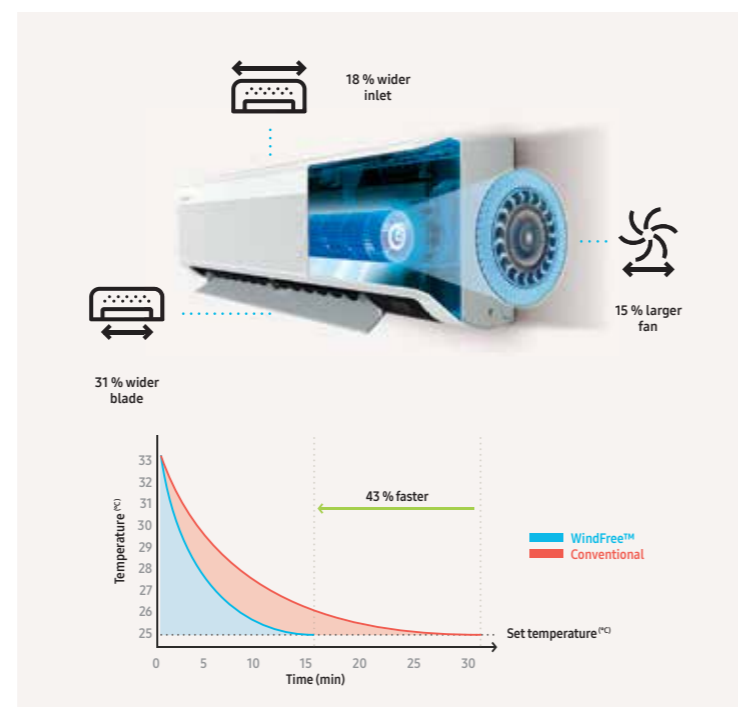 18 % wider
inlet
15 % larger
fan
31 % wider
blade
33
32
31
30
29
28
27
26
25
Temperature (°C)
43 % faster
WindFree™
Conventional
Set temperature (°C)
0 5 10 15 20 25 30
Time (min)